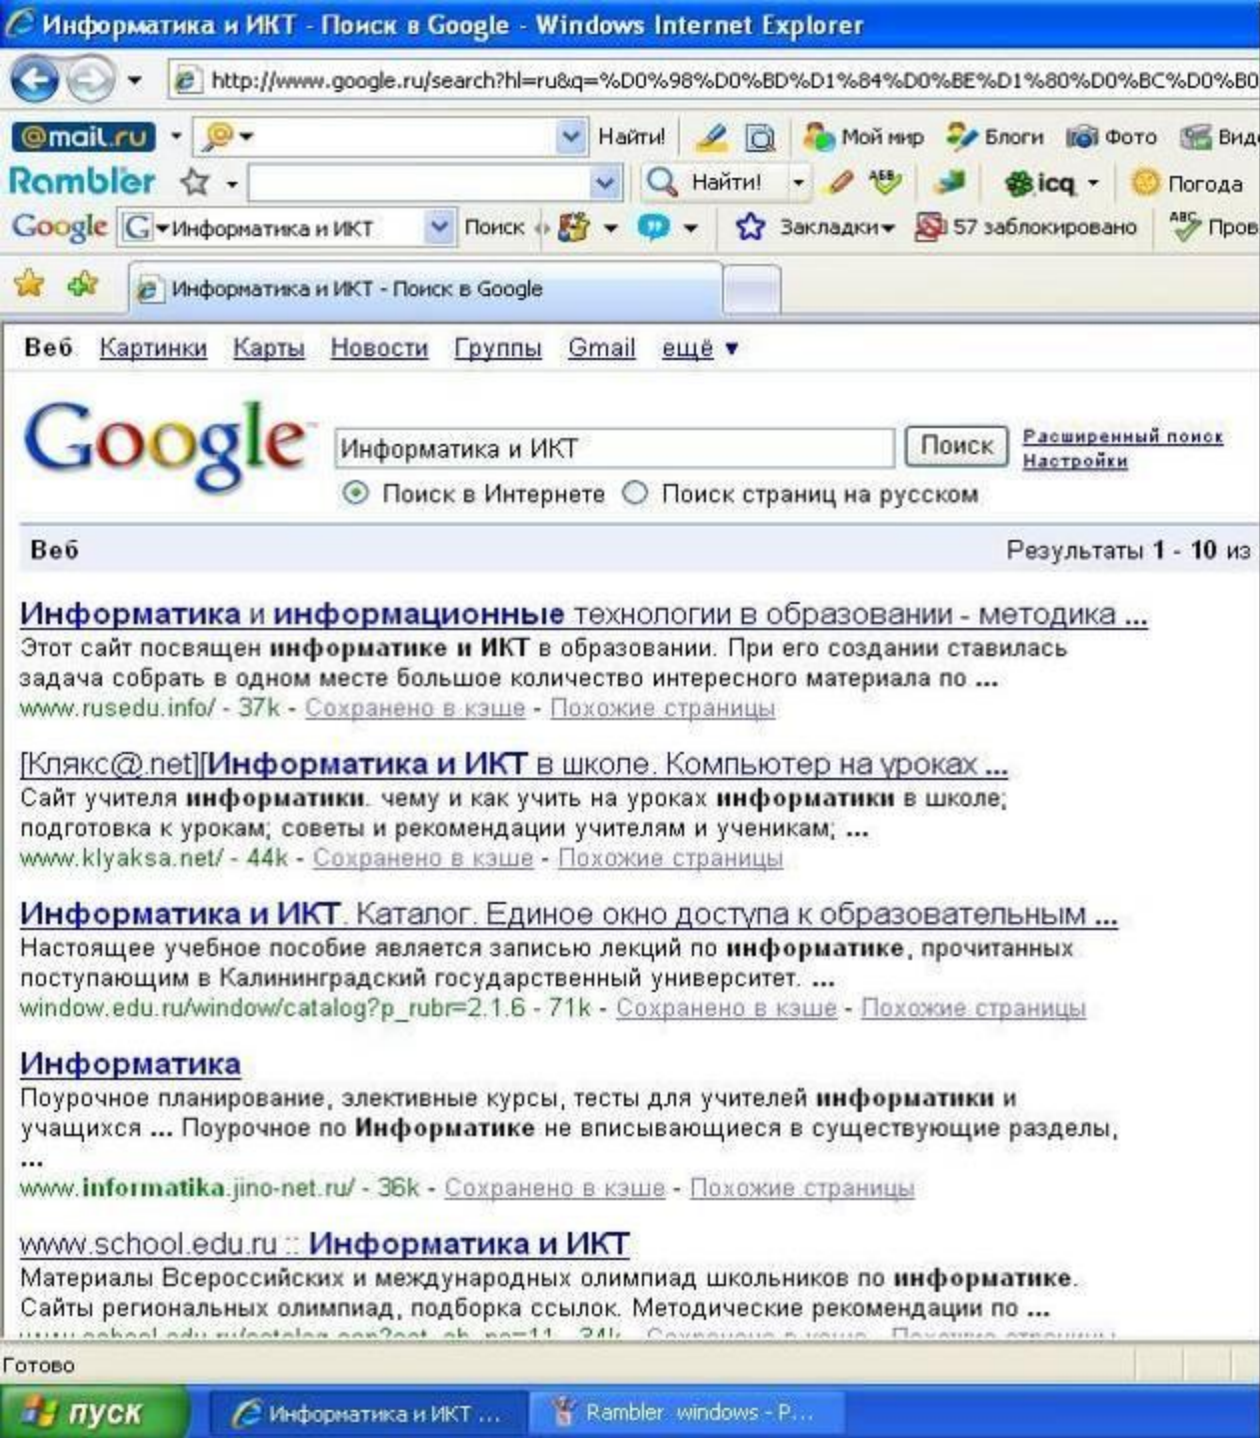 Информатика и ИКТ - Поиск в Google - Windows Internet Explorer
http://www.google.ru/search?hl=ru&q=%D0%98%D0%BD%D1%84%D0%BE%D1%80%D0%BC%D0%B0
@mail.ru Найти! Мой мир Блоги Фото Вид
Rambler Найти! icq Погода
Google G Информатика и ИКТ Поиск Закладки 57 заблокировано Пров
Информатика и ИКТ - Поиск в Google
Веб Картинки Карты Новости Группы Gmail ещё ▼
Google Информатика и ИКТ Поиск Расширенный поиск
Настройки
Поиск в Интернете Поиск страниц на русском
Веб Результаты 1 - 10 из
Информатика и информационные технологии в образовании - методика ...
Этот сайт посвящен информатике и ИКТ в образовании. При его создании ставилась
задача собрать в одном месте большое количество интересного материала по ...
www.rusedu.info/ - 37k - Сохранено в кэше - Похожие страницы
[Клякс@.net][Информатика и ИКТ в школе. Компьютер на уроках ...
Сайт учителя информатики. чему и как учить на уроках информатики в школе;
подготовка к урокам; советы и рекомендации учителям и ученикам; ...
www.klyaksa.net/ - 44k - Сохранено в кэше - Похожие страницы
Информатика и ИКТ. Каталог. Единое окно доступа к образовательным ...
Настоящее учебное пособие является записью лекций по информатике, прочитанных
поступающим в Калининградский государственный университет. ...
window.edu.ru/window/catalog?p_rubr=2.1.6 - 71k - Сохранено в кэше - Похожие страницы
Информатика
Поурочное планирование, элективные курсы, тесты для учителей информатики и
учащихся ... Поурочное по Информатике не вписывающиеся в существующие разделы,
...
www.informatika.jino-net.ru/ - 36k - Сохранено в кэше - Похожие страницы
www.school.edu.ru :: Информатика и ИКТ
Материалы Всероссийских и международных олимпиад школьников по информатике.
Сайты региональных олимпиад, подборка ссылок. Методические рекомендации по ...
Готово
пуск Информатика и ИКТ ... Rambler windows - P...